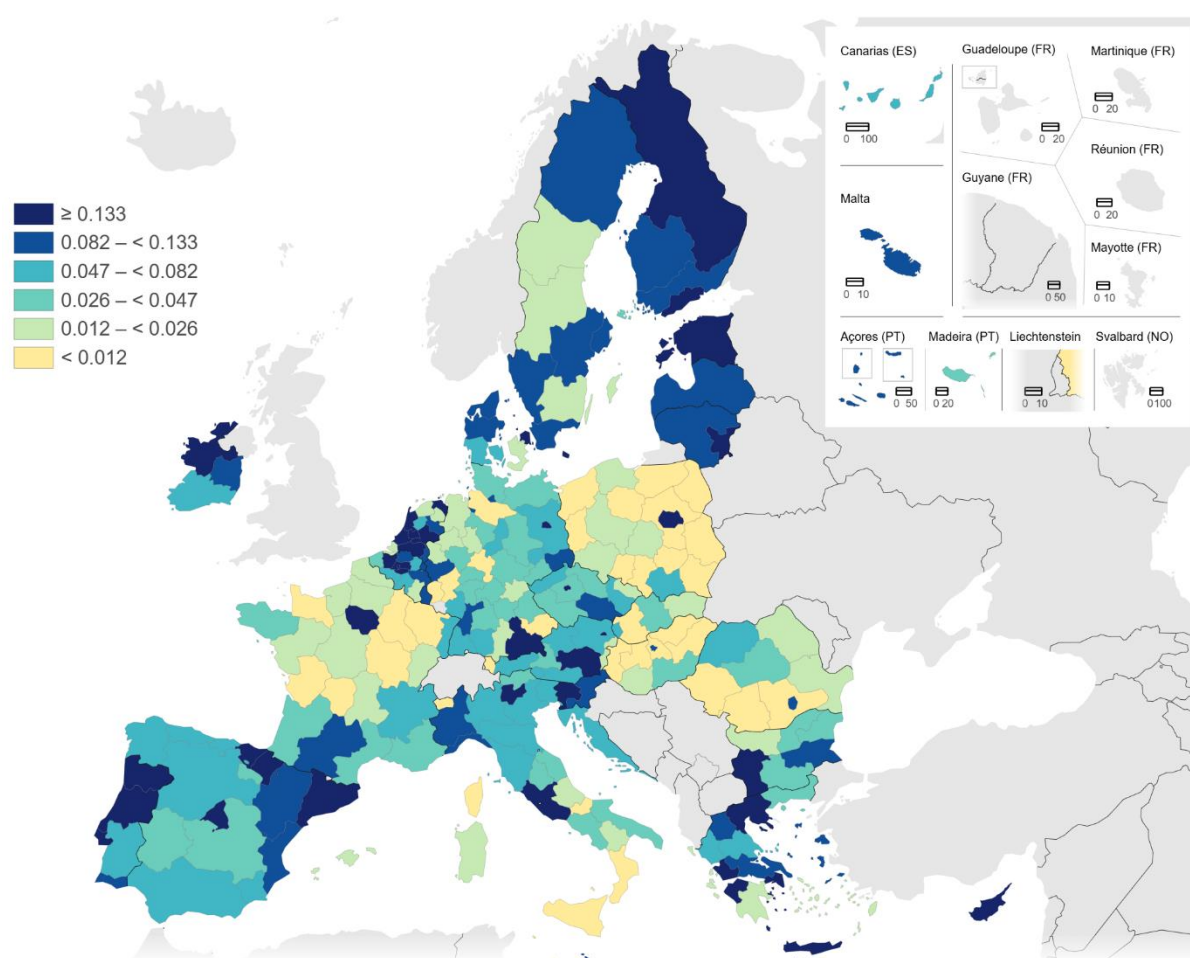 ≥ 0.133
0.082 – < 0.133
0.047 – < 0.082
0.026 – < 0.047
0.012 – < 0.026
< 0.012
Canarias (ES)
0 100
Guadeloupe (FR)
0 20
Martinique (FR)
0 20
Malta
0 10
Guyane (FR)
0 50
Réunion (FR)
0 20
Mayotte (FR)
0 10
Açores (PT)
0 50
Madeira (PT)
0 20
Liechtenstein
0 10
Svalbard (NO)
0 100